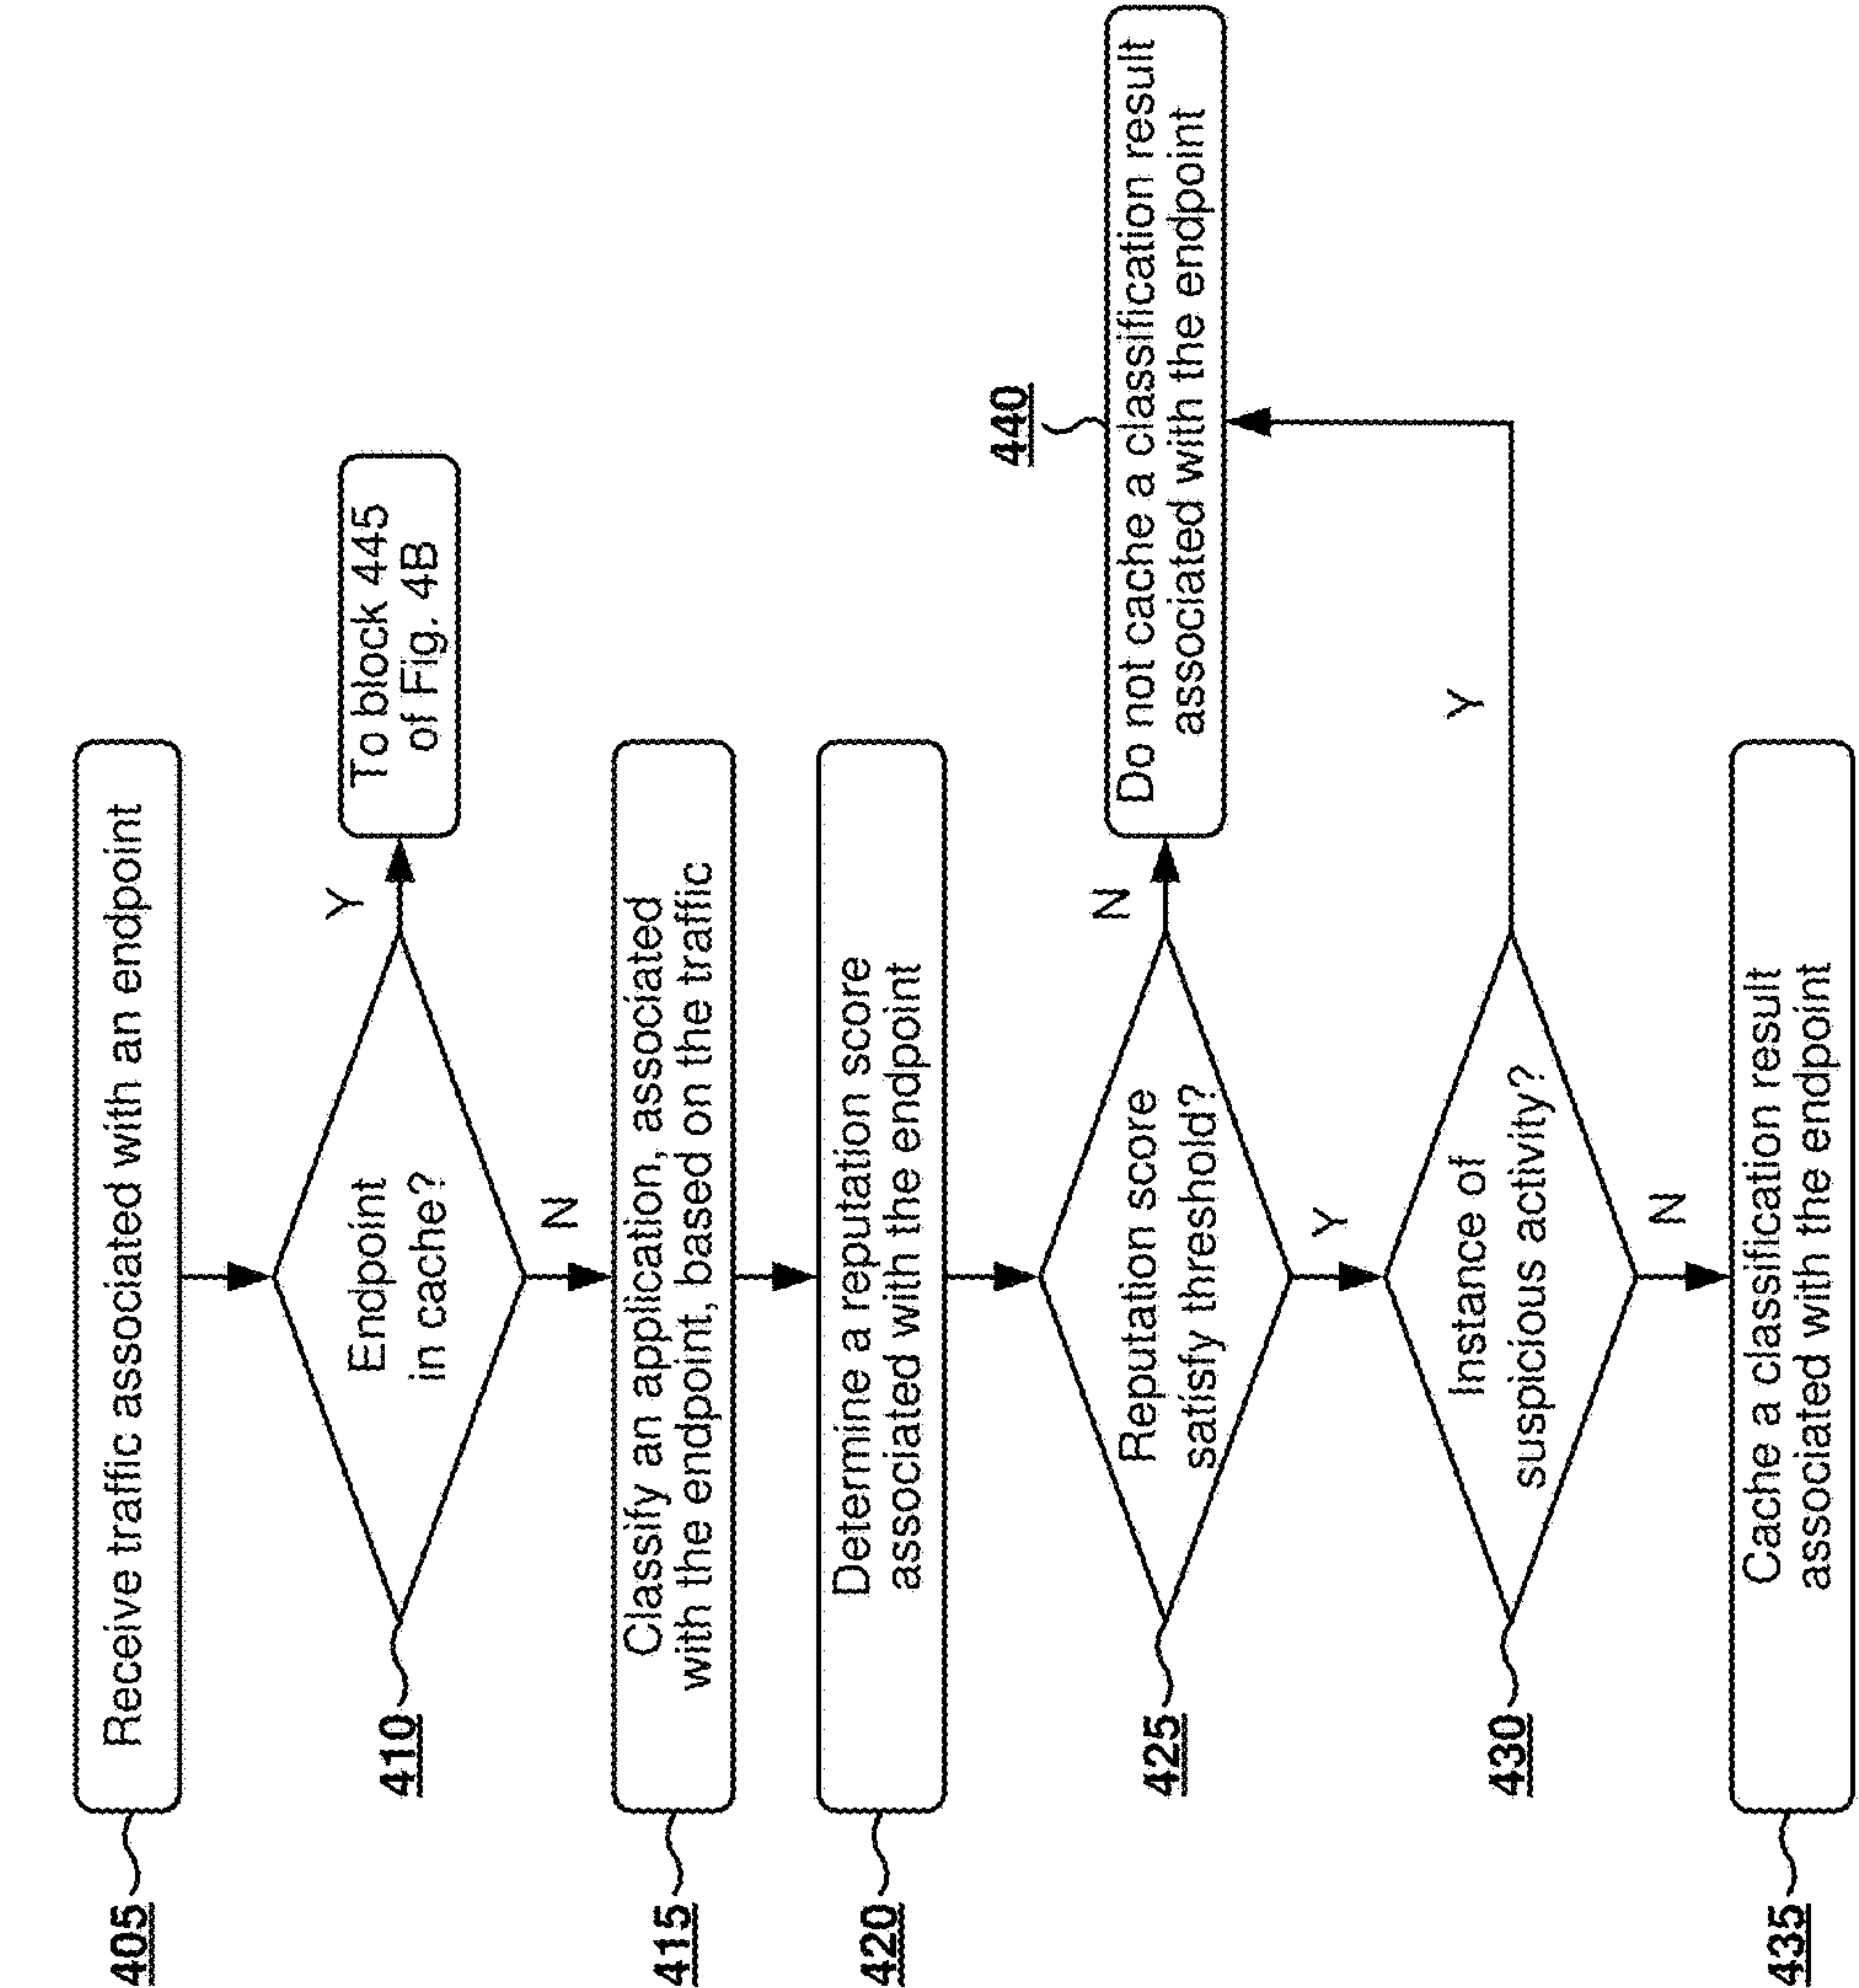 405
Receive traffic associated with an endpoint
410
Endpoint
in cache?
Y
To block 445
of Fig. 4B
N
415
Classify an application, associated
with the endpoint, based on the traffic
420
Determine a reputation score
associated with the endpoint
425
Reputation score
satisfy threshold?
N
440
Do not cache a classification result
associated with the endpoint
Y
430
Instance of
suspicious activity?
Y
N
435
Cache a classification result
associated with the endpoint